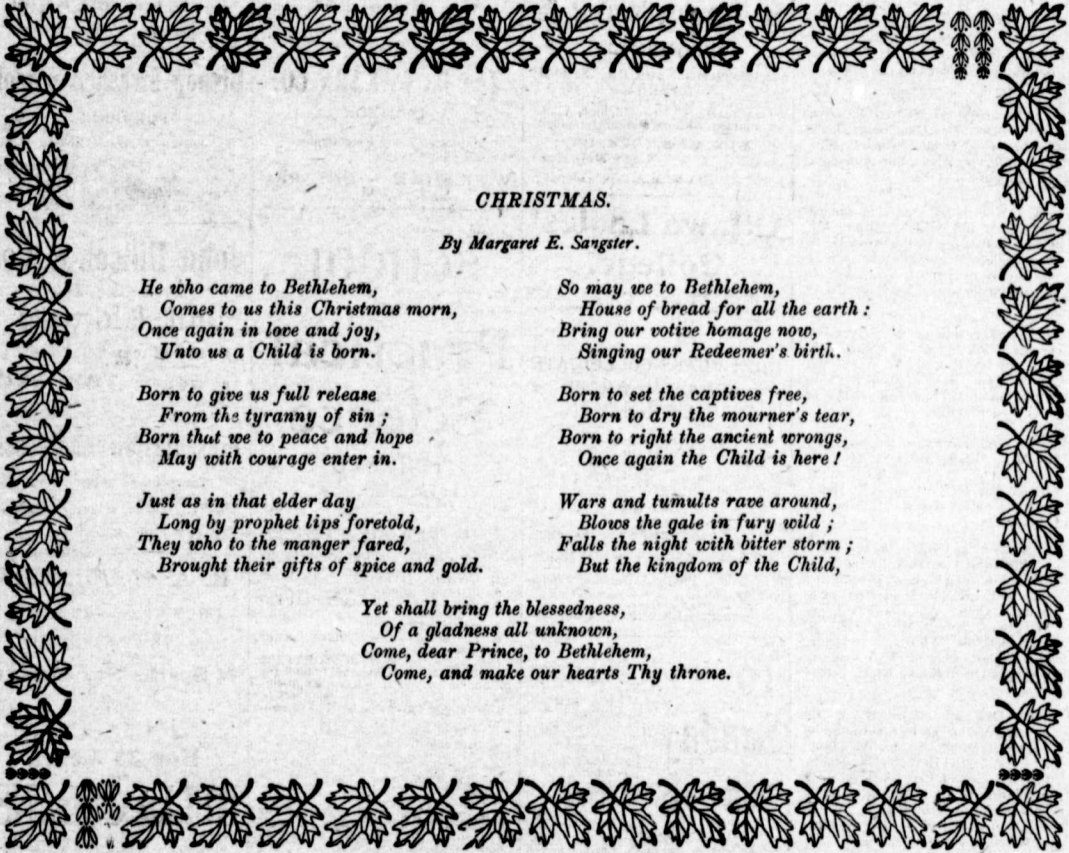 CHRISTMAS.
By Margaret E. Sangster.
He who came to Bethlehem,
Comes to us this Christmas morn,
Once again in love and joy,
Unto us a Child is born.
Born to give us full release
From the tyranny of sin ;
Born that we to peace and hope
May with courage enter in.
Just as in that elder day
Long by prophet lips foretold,
They who to the manger fared,
Brought their gifts of spice and gold.
So may we to Bethlehem,
House of bread for all the earth :
Bring our votive homage now,
Singing our Redeemer's birth.
Born to set the captives free,
Born to dry the mourner's tear,
Born to right the ancient wrongs,
Once again the Child is here !
Wars and tumults rave around,
Blows the gale in fury wild ;
Falls the night with bitter storm ;
But the kingdom of the Child,
Yet shall bring the blessedness,
Of a gladness all unknown,
Come, dear Prince, to Bethlehem,
Come, and make our hearts Thy throne.